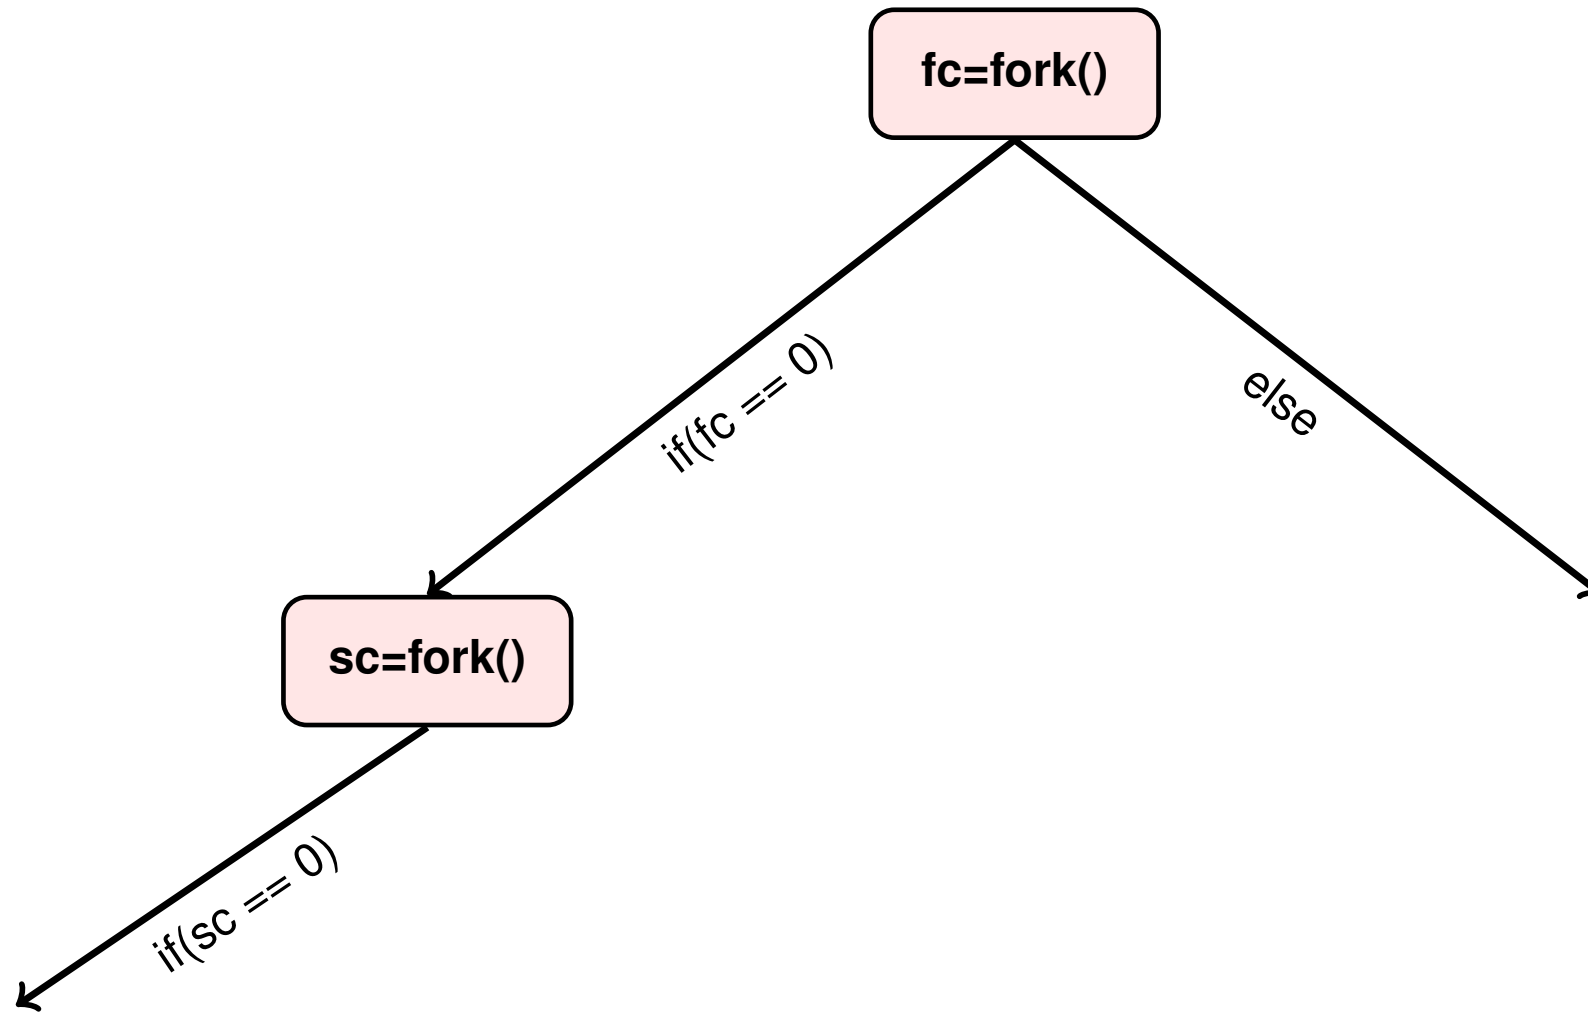 fc=fork()
if(fc == 0)
else
sc=fork()
if(sc == 0)